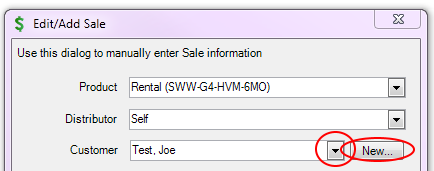 Edit/Add Sale
Use this dialog to manually enter Sale information
Product Rental (SWW-G4-HVM-6MO)
Distributor Self
Customer Test, Joe New...